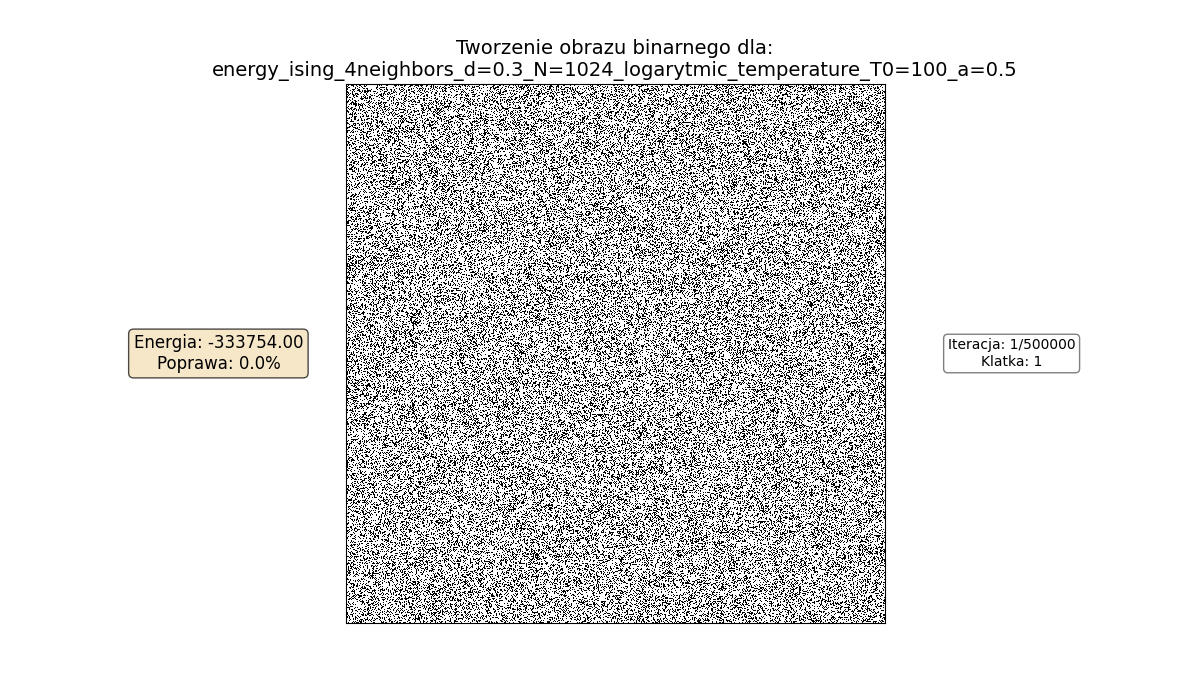 Tworzenie obrazu binarnego dla:
energy_ising_4neighbors_d=0.3_N=1024_logarytmic_temperature_T0=100_a=0.5
Energia: -333754.00
Poprawa: 0.0%
Iteracja: 1/500000
Klatka: 1